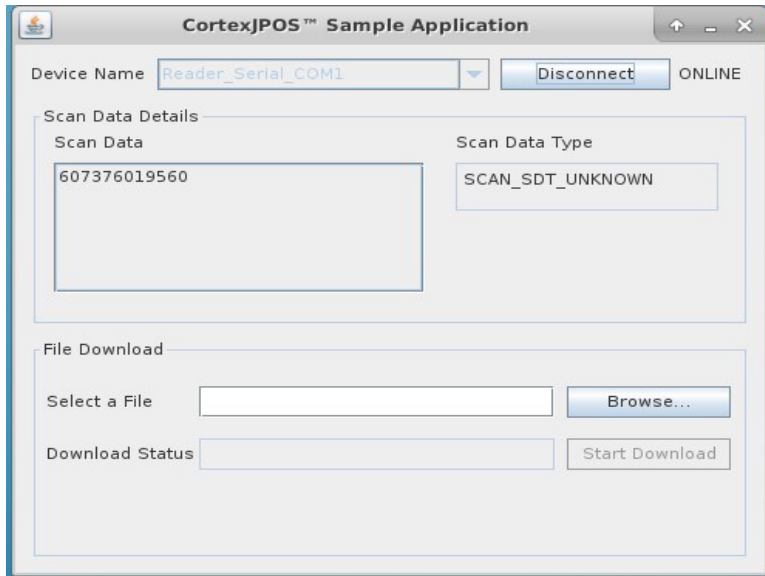 CortexJPOS™ Sample Application
Device Name Reader_Serial_COM1 Disconnect ONLINE
Scan Data Details
Scan Data Scan Data Type
607376019560 SCAN_SDT_UNKNOWN
File Download
Select a File Browse...
Download Status Start Download